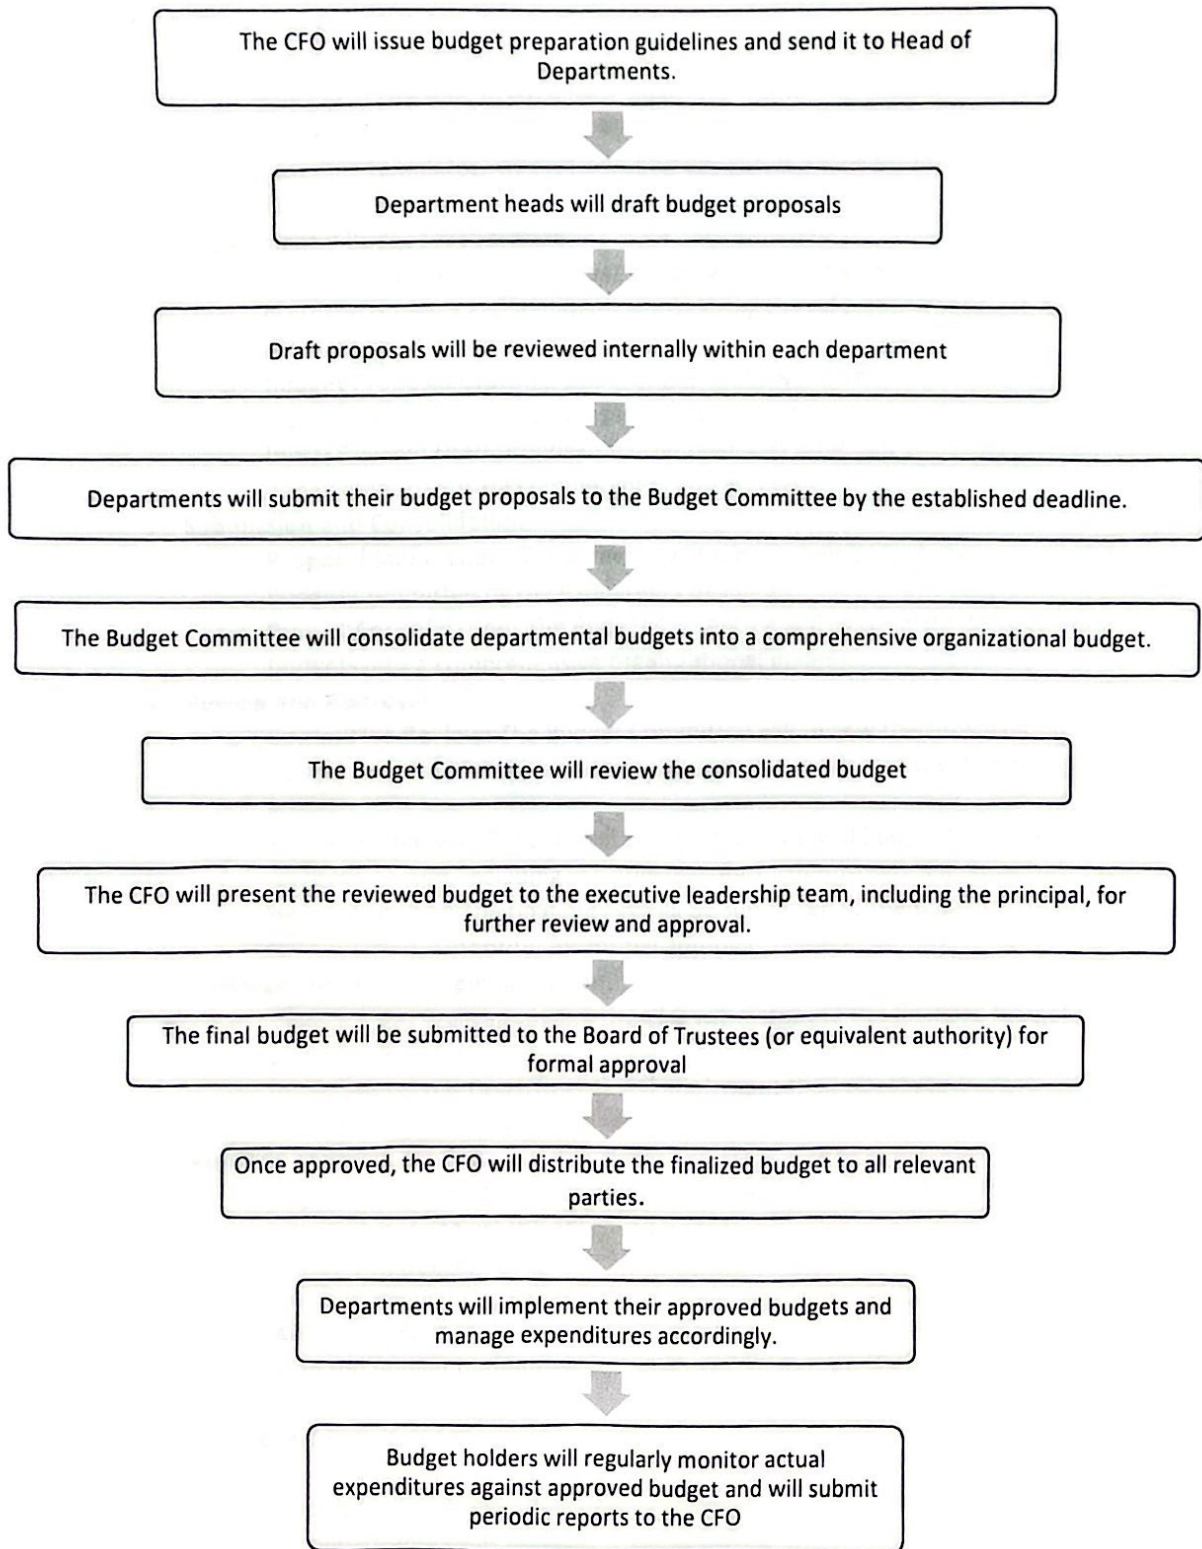 The CFO will issue budget preparation guidelines and send it to Head of
Departments.
Department heads will draft budget proposals
Draft proposals will be reviewed internally within each department
Departments will submit their budget proposals to the Budget Committee by the established deadline.
The Budget Committee will consolidate departmental budgets into a comprehensive organizational budget.
The Budget Committee will review the consolidated budget
The CFO will present the reviewed budget to the executive leadership team, including the principal, for
further review and approval.
The final budget will be submitted to the Board of Trustees (or equivalent authority) for
formal approval
Once approved, the CFO will distribute the finalized budget to all relevant
parties.
Departments will implement their approved budgets and
manage expenditures accordingly.
Budget holders will regularly monitor actual
expenditures against approved budget and will submit
periodic reports to the CFO